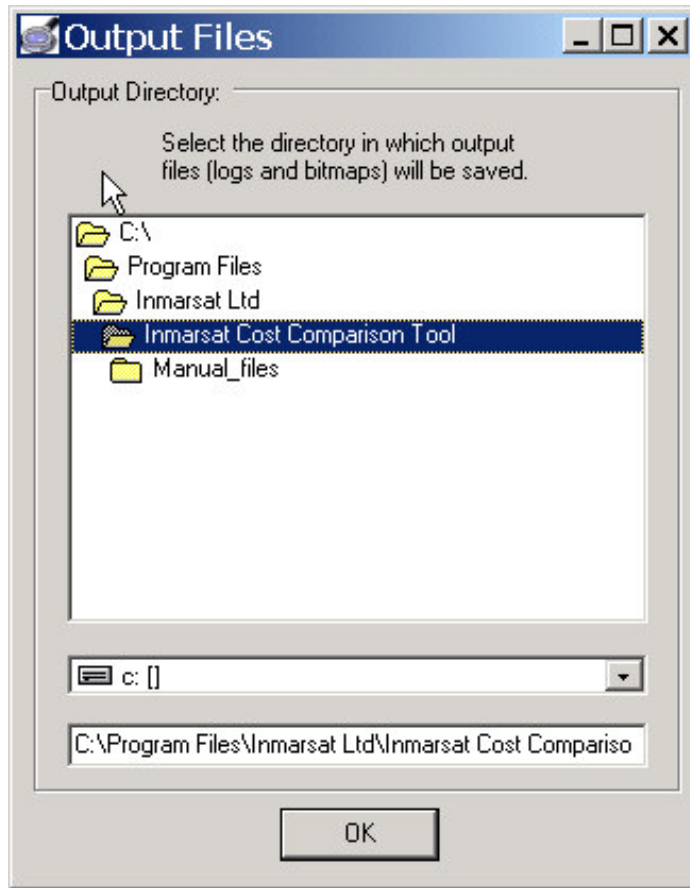 Output Files
Output Directory:
Select the directory in which output
files (logs and bitmaps) will be saved.
C:\
Program Files
Inmarsat Ltd
Inmarsat Cost Comparison Tool
Manual_files
c: []
C:\Program Files\Inmarsat Ltd\Inmarsat Cost Compariso
OK